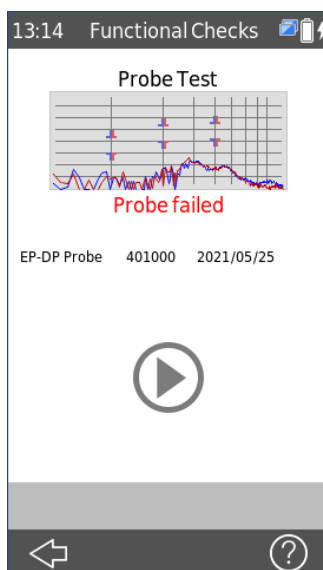 13:14 Functional Checks
Probe Test
Probe failed
EP-DP Probe 401000 2021/05/25
?